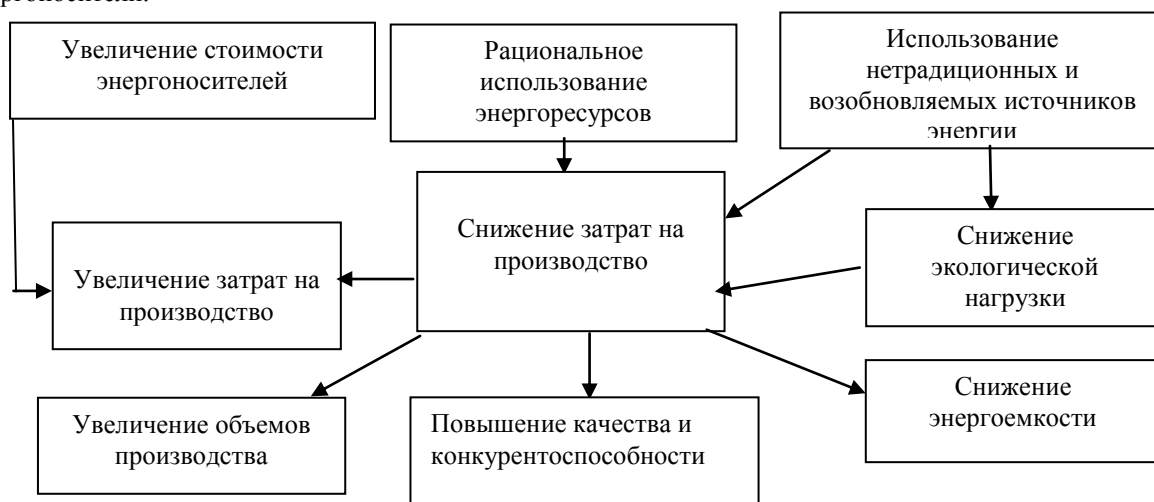 Увеличение стоимости
энергоносителей
Рациональное
использование
энергоресурсов
Использование
нетрадиционных и
возобновляемых источников
энергии
Снижение затрат на
производство
Увеличение затрат на
производство
Снижение
экологической
нагрузки
Увеличение объемов
производства
Повышение качества и
конкурентоспособности
Снижение
энергоемкости